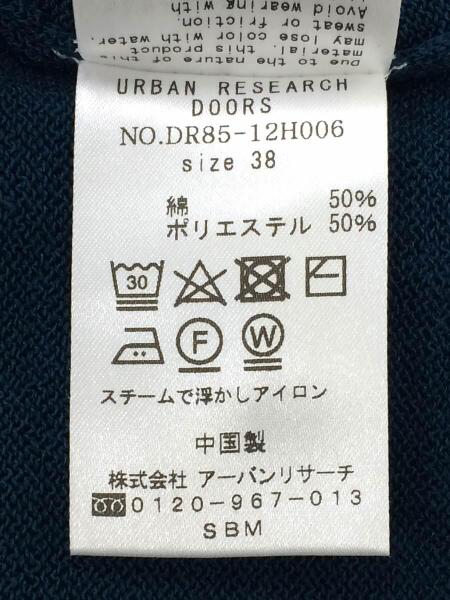 Due to the nature of this
material, this product
may lose color with water,
sweat or friction.
Avoid wearing with
URBAN RESEARCH
DOORS
NO.DR85-12H006
size 38
綿 50%
ポリエステル 50%
30
F W
スチームで浮かしアイロン
中国製
株式会社 アーバンリサーチ
0120-967-013
SBM